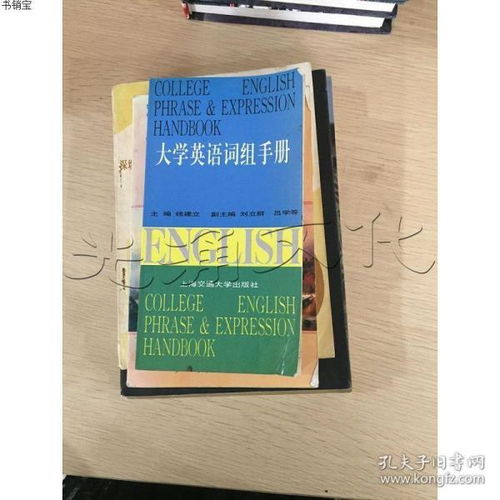 书销宝
COLLEGE ENGLISH
PHRASE & EXPRESSION
HANDBOOK
大学英语词组手册
主编 钱建立 副主编 刘立群 吕学答
ENGLISH
上海交通大学出版社
COLLEGE ENGLISH
PHRASE & EXPRESSION
HANDBOOK
孔夫子旧书网
kongfz.com